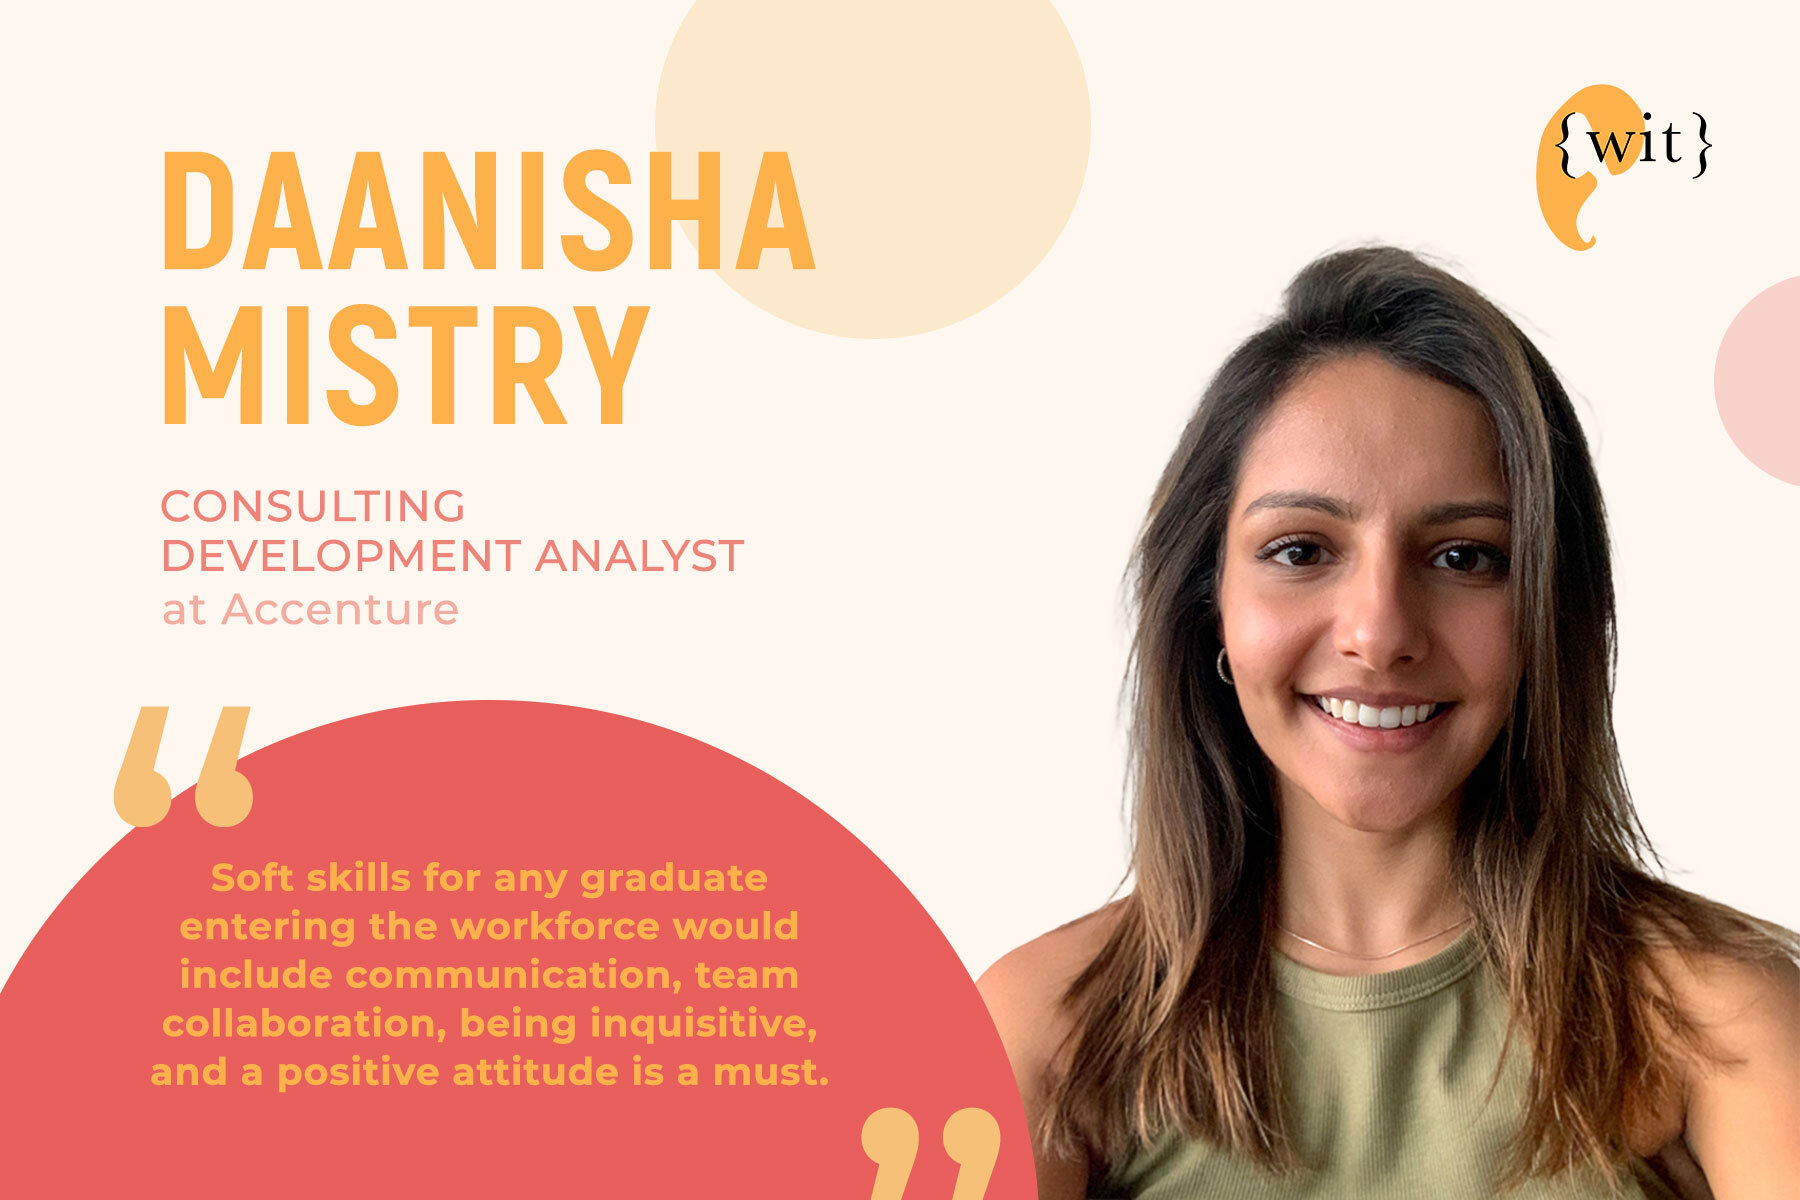 DAANISHA
MISTRY
{wit}
CONSULTING
DEVELOPMENT ANALYST
at Accenture
“
Soft skills for any graduate
entering the workforce would
include communication, team
collaboration, being inquisitive,
and a positive attitude is a must.
”